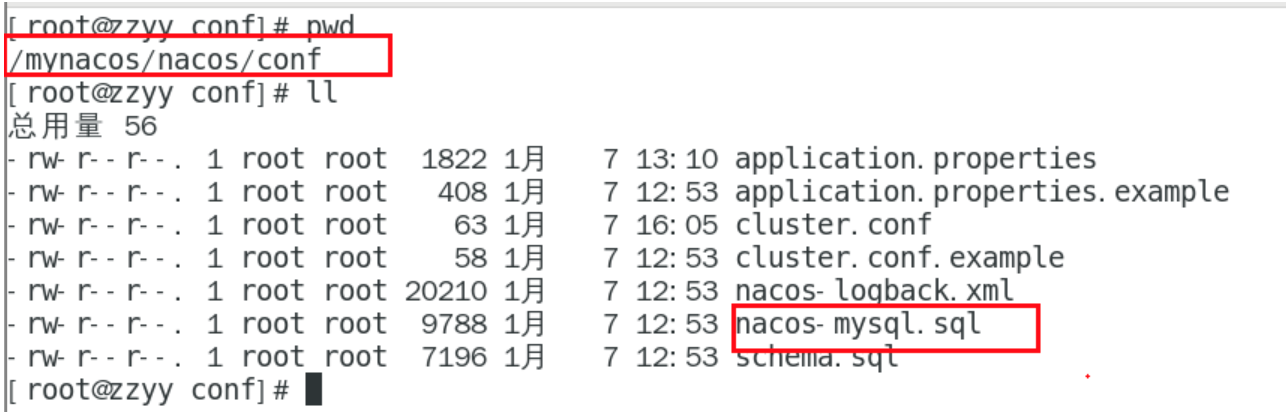 [root@zzyy conf]# pwd
/mynacos/nacos/conf
[root@zzyy conf]# ll
总用量 56
-rw-r--r--. 1 root root  1822 1月   7 13:10 application.properties
-rw-r--r--. 1 root root   408 1月   7 12:53 application.properties.example
-rw-r--r--. 1 root root    63 1月   7 16:05 cluster.conf
-rw-r--r--. 1 root root    58 1月   7 12:53 cluster.conf.example
-rw-r--r--. 1 root root 20210 1月   7 12:53 nacos-logback.xml
-rw-r--r--. 1 root root  9788 1月   7 12:53 nacos-mysql.sql
-rw-r--r--. 1 root root  7196 1月   7 12:53 schema.sql
[root@zzyy conf]#